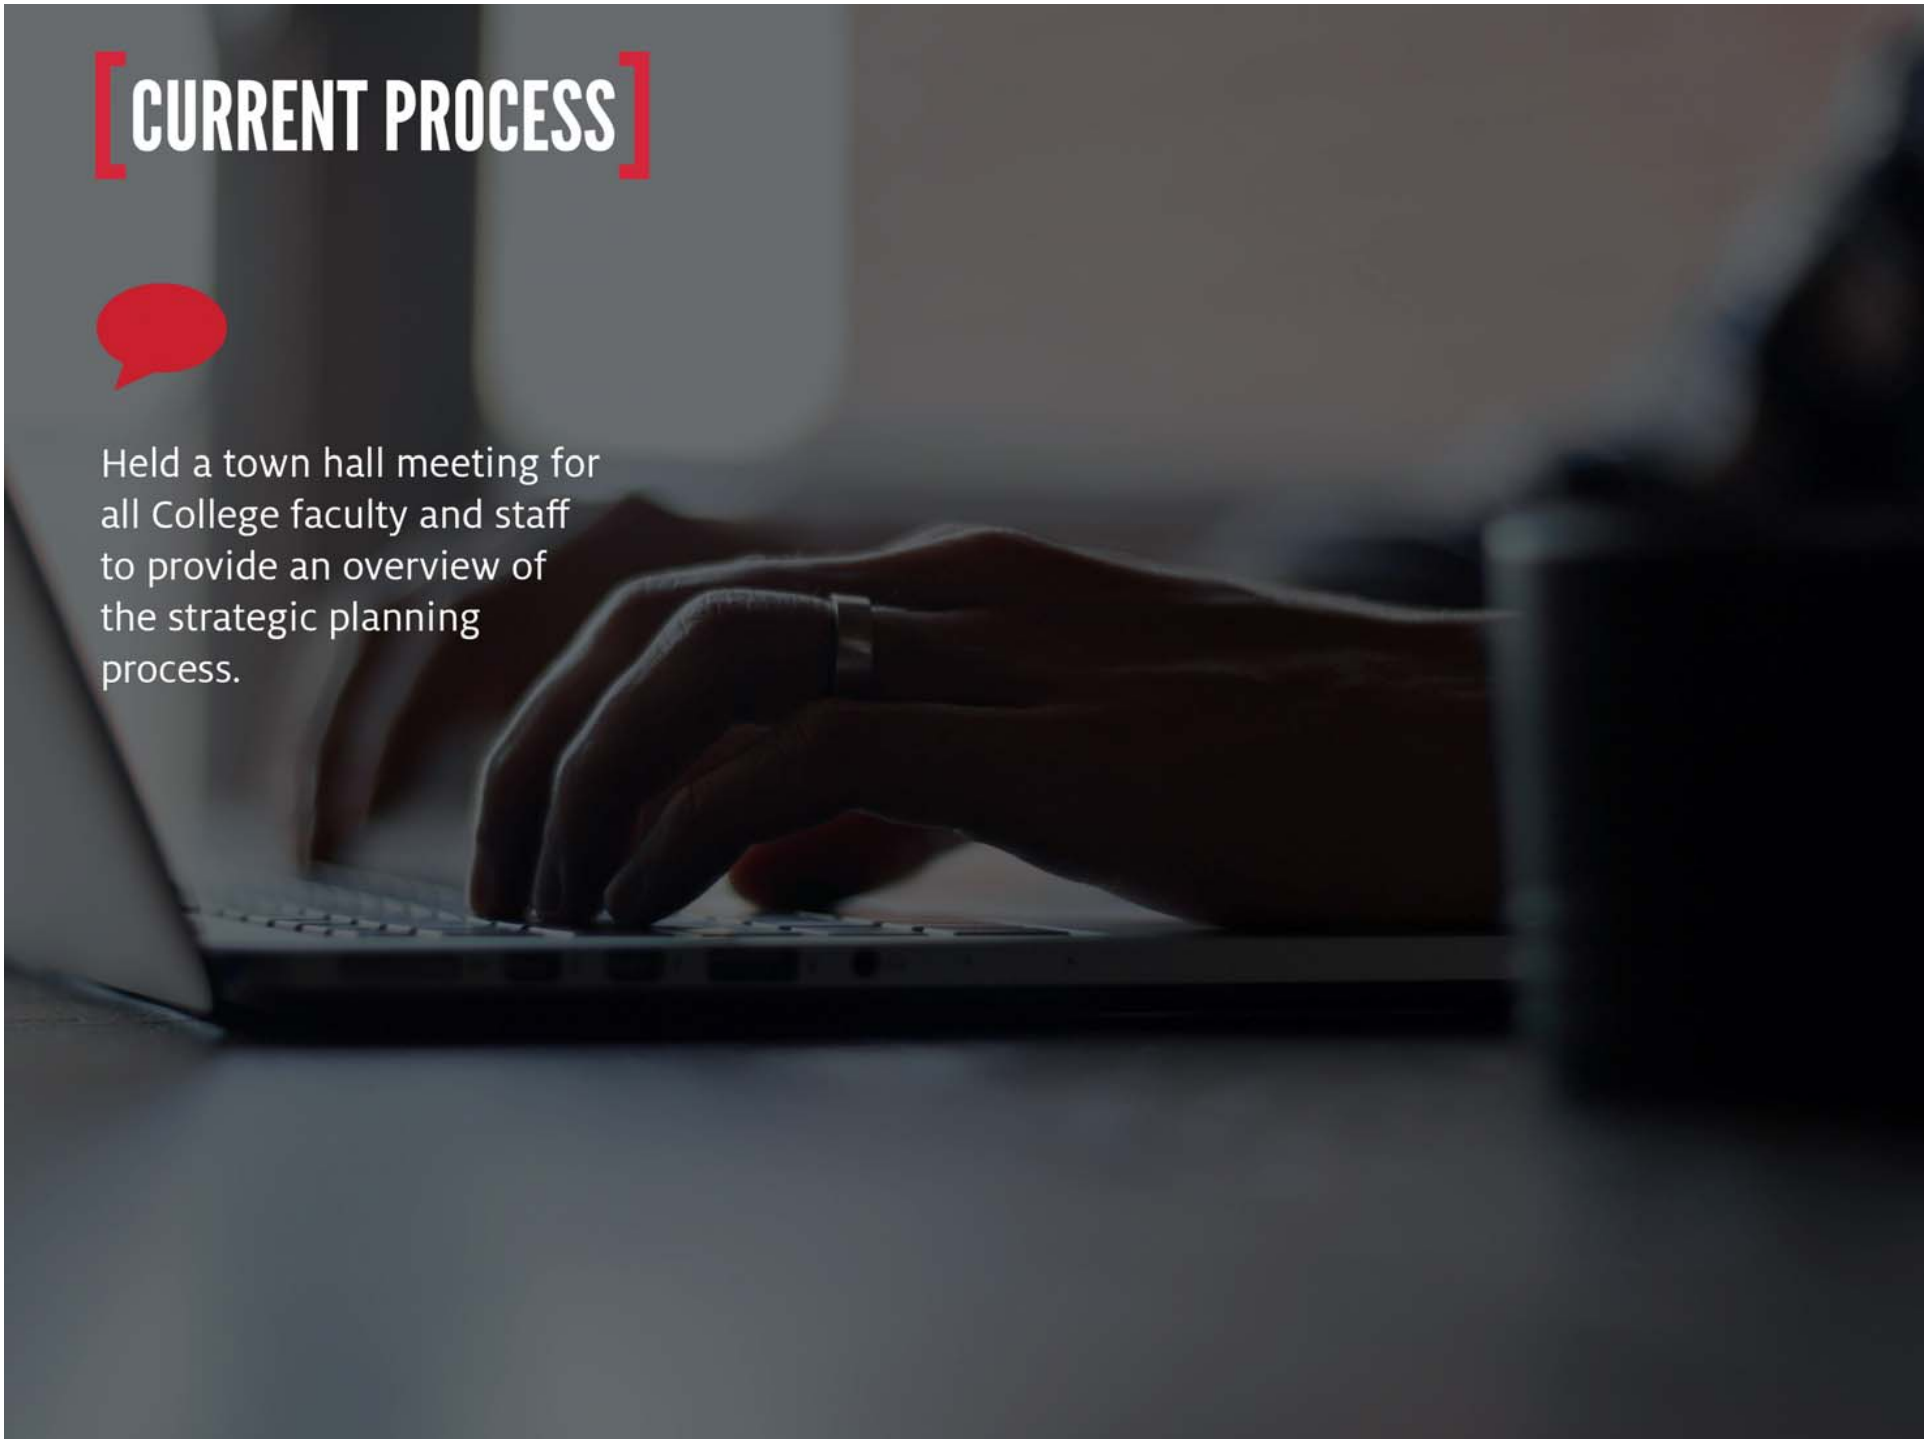 [CURRENT PROCESS]
Held a town hall meeting for
all College faculty and staff
to provide an overview of
the strategic planning
process.